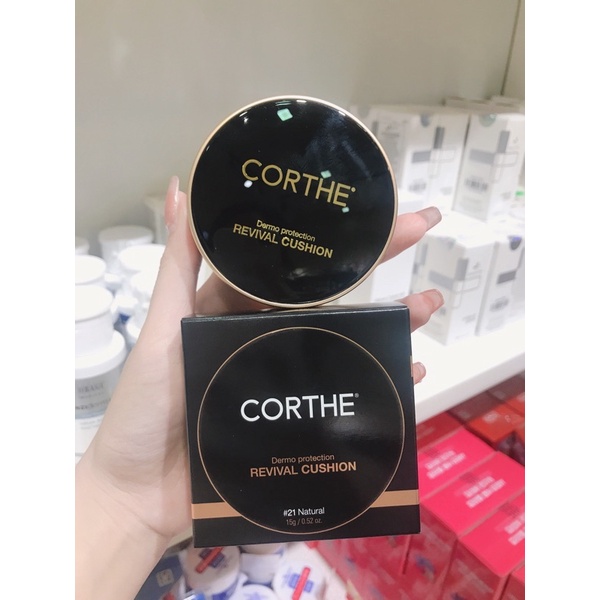 CORTHE®
Dermo protection
REVIVAL CUSHION
CORTHE®
Dermo protection
REVIVAL CUSHION
#21 Natural
15g / 0.52 oz.